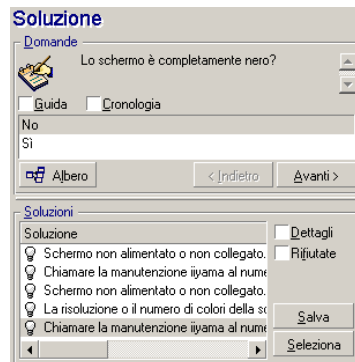 Soluzione
Domande
Lo schermo è completamente nero?
Guida Cronologia
No
Sì
Albero < Indietro Avanti >
Soluzioni
Soluzione
Dettagli
Rifiutate
Schermo non alimentato o non collegato.
Chiamare la manutenzione iiyama al nume
Schermo non alimentato o non collegato.
La risoluzione o il numero di colori della sc
Chiamare la manutenzione iiyama al nume
Salva
Seleziona